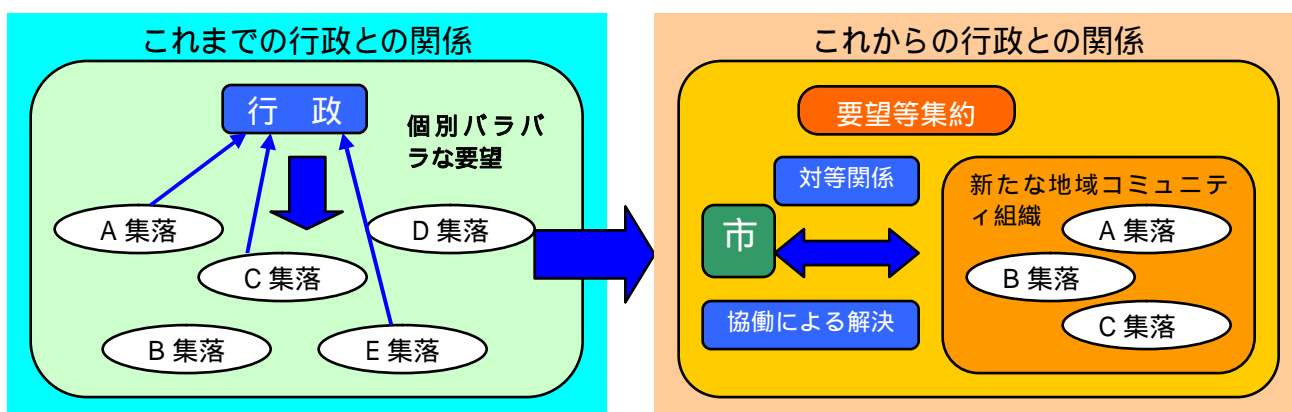 これまでの行政との関係
行　政
個別バラバ
ラな要望
A 集落
D 集落
C 集落
B 集落
E 集落
これからの行政との関係
要望等集約
対等関係
新たな地域コミュニテ
ィ組織
市
A 集落
B 集落
協働による解決
C 集落